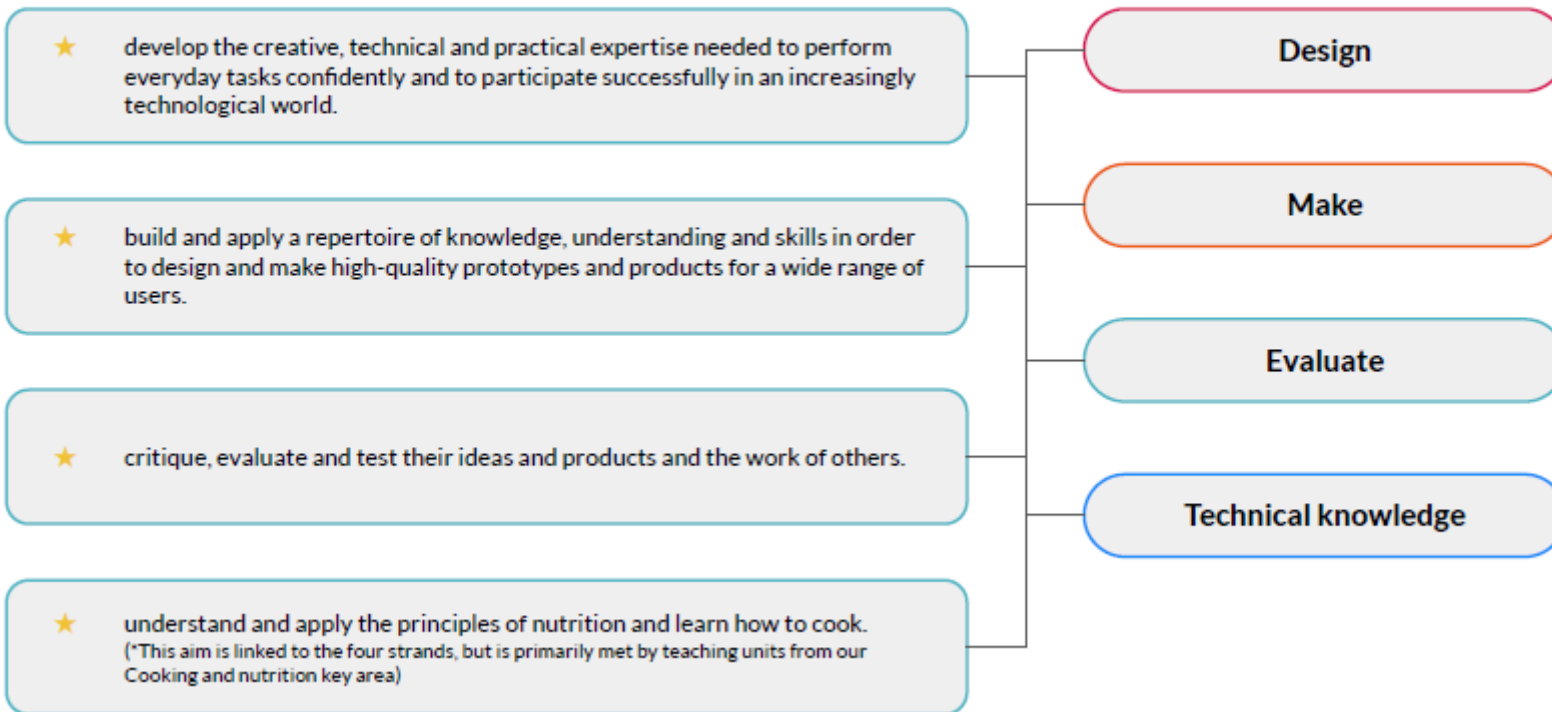 develop the creative, technical and practical expertise needed to perform
everyday tasks confidently and to participate successfully in an increasingly
technological world.
build and apply a repertoire of knowledge, understanding and skills in order
to design and make high-quality prototypes and products for a wide range of
users.
critique, evaluate and test their ideas and products and the work of others.
understand and apply the principles of nutrition and learn how to cook.
(*This aim is linked to the four strands, but is primarily met by teaching units from our
Cooking and nutrition key area)
Design
Make
Evaluate
Technical knowledge